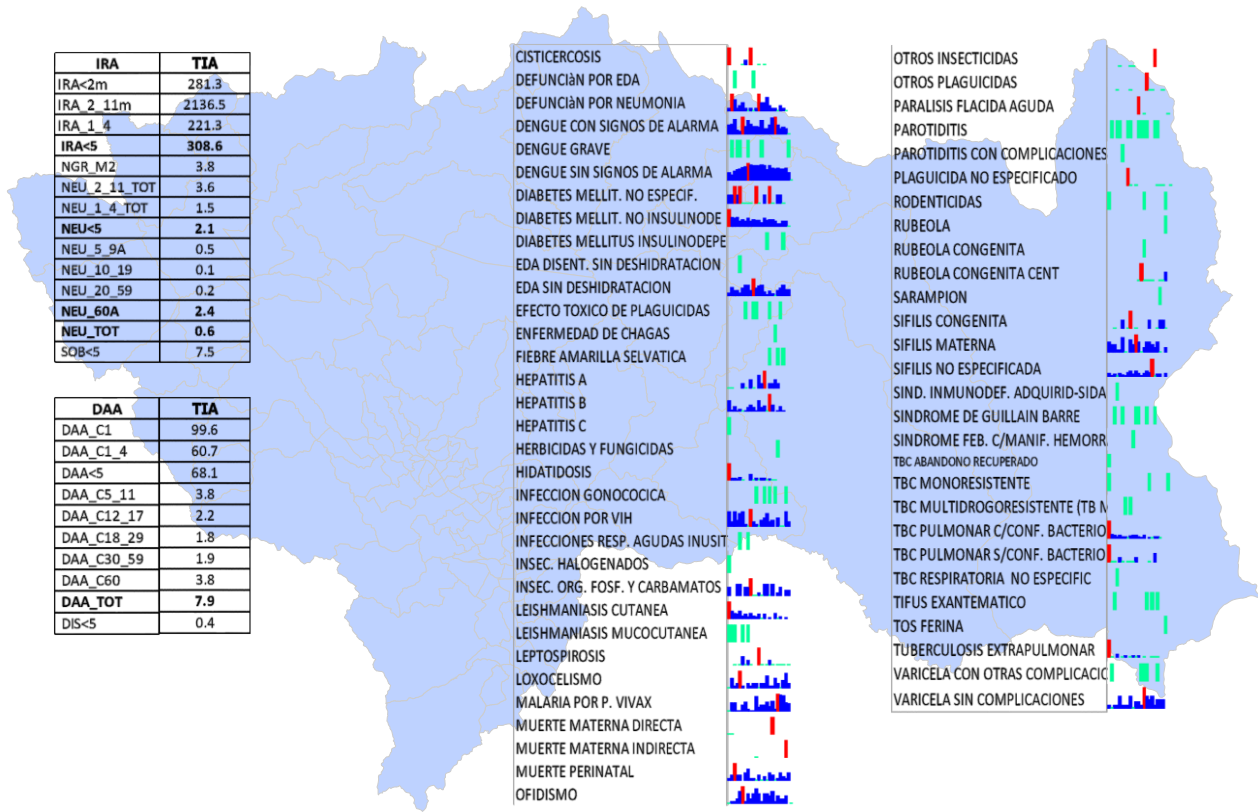 IRA TIA
IRA<2m 281.3
IRA_2_11m 2136.5
IRA_1_4 221.3
IRA<5 308.6
NGR_M2 3.8
NEU_2_11_TOT 3.6
NEU_1_4_TOT 1.5
NEU<5 2.1
NEU_5_9A 0.5
NEU_10_19 0.1
NEU_20_59 0.2
NEU_60A 2.4
NEU_TOT 0.6
SOB<5 7.5
DAA TIA
DAA_C1 99.6
DAA_C1_4 60.7
DAA<5 68.1
DAA_C5_11 3.8
DAA_C12_17 2.2
DAA_C18_29 1.8
DAA_C30_59 1.9
DAA_C60 3.8
DAA_TOT 7.9
DIS<5 0.4
CISTICERCOSIS
DEFUNCIàN POR EDA
DEFUNCIàN POR NEUMONIA
DENGUE CON SIGNOS DE ALARMA
DENGUE GRAVE
DENGUE SIN SIGNOS DE ALARMA
DIABETES MELLIT. NO ESPECIF.
DIABETES MELLIT. NO INSULINODE
DIABETES MELLITUS INSULINODEPE
EDA DISENT. SIN DESHIDRATACION
EDA SIN DESHIDRATACION
EFECTO TOXICO DE PLAGUICIDAS
ENFERMEDAD DE CHAGAS
FIEBRE AMARILLA SELVATICA
HEPATITIS A
HEPATITIS B
HEPATITIS C
HERBICIDAS Y FUNGICIDAS
HIDATIDOSIS
INFECCION GONOCOCICA
INFECCION POR VIH
INFECCIONES RESP. AGUDAS INUSIT
INSEC. HALOGENADOS
INSEC. ORG. FOSF. Y CARBAMATOS
LEISHMANIASIS CUTANEA
LEISHMANIASIS MUCOCUTANEA
LEPTOSPIROSIS
LOXOCELISMO
MALARIA POR P. VIVAX
MUERTE MATERNA DIRECTA
MUERTE MATERNA INDIRECTA
MUERTE PERINATAL
OFIDISMO
OTROS INSECTICIDAS
OTROS PLAGUICIDAS
PARALISIS FLACIDA AGUDA
PAROTIDITIS
PAROTIDITIS CON COMPLICACIONES
PLAGUICIDA NO ESPECIFICADO
RODENTICIDAS
RUBEOLA
RUBEOLA CONGENITA
RUBEOLA CONGENITA CENT
SARAMPION
SIFILIS CONGENITA
SIFILIS MATERNA
SIFILIS NO ESPECIFICADA
SIND. INMUNODEF. ADQUIRID-SIDA
SINDROME DE GUILLAIN BARRE
SINDROME FEB. C/MANIF. HEMORR
TBC ABANDONO RECUPERADO
TBC MONORESISTENTE
TBC MULTIDROGORESISTENTE (TB M
TBC PULMONAR C/CONF. BACTERIO
TBC PULMONAR S/CONF. BACTERIO
TBC RESPIRATORIA NO ESPECIFIC
TIFUS EXANTEMATICO
TOS FERINA
TUBERCULOSIS EXTRAPULMONAR
VARICELA CON OTRAS COMPLICACIC
VARICELA SIN COMPLICACIONES